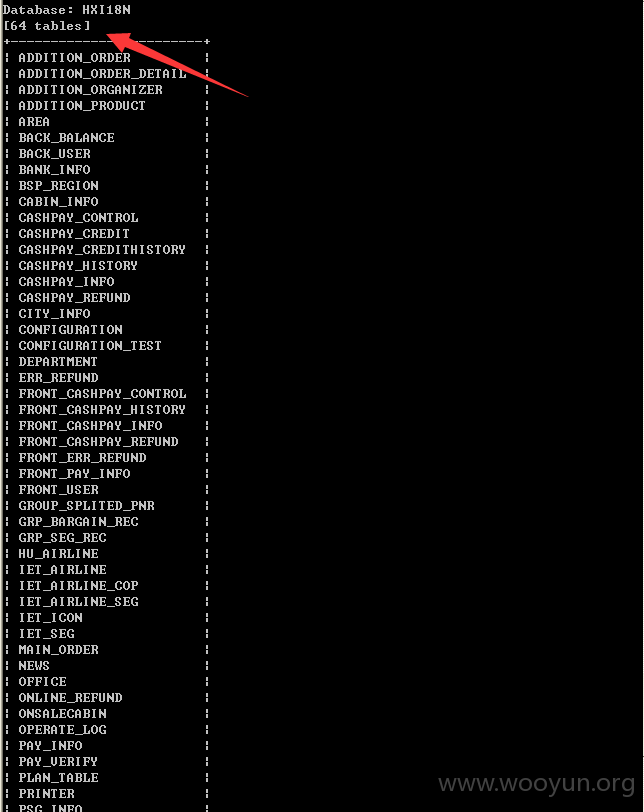 Database: HXI18N
[64 tables]
+------------------------+
¦ ADDITION_ORDER ¦
¦ ADDITION_ORDER_DETAIL ¦
¦ ADDITION_ORGANIZER ¦
¦ ADDITION_PRODUCT ¦
¦ AREA ¦
¦ BACK_BALANCE ¦
¦ BACK_USER ¦
¦ BANK_INFO ¦
¦ BSP_REGION ¦
¦ CABIN_INFO ¦
¦ CASHPAY_CONTROL ¦
¦ CASHPAY_CREDIT ¦
¦ CASHPAY_CREDITHISTORY ¦
¦ CASHPAY_HISTORY ¦
¦ CASHPAY_INFO ¦
¦ CASHPAY_REFUND ¦
¦ CITY_INFO ¦
¦ CONFIGURATION ¦
¦ CONFIGURATION_TEST ¦
¦ DEPARTMENT ¦
¦ ERR_REFUND ¦
¦ FRONT_CASHPAY_CONTROL ¦
¦ FRONT_CASHPAY_HISTORY ¦
¦ FRONT_CASHPAY_INFO ¦
¦ FRONT_CASHPAY_REFUND ¦
¦ FRONT_ERR_REFUND ¦
¦ FRONT_PAY_INFO ¦
¦ FRONT_USER ¦
¦ GROUP_SPLITED_PNR ¦
¦ GRP_BARGAIN_REC ¦
¦ GRP_SEG_REC ¦
¦ HU_AIRLINE ¦
¦ IET_AIRLINE ¦
¦ IET_AIRLINE_COP ¦
¦ IET_AIRLINE_SEG ¦
¦ IET_ICON ¦
¦ IET_SEG ¦
¦ MAIN_ORDER ¦
¦ NEWS ¦
¦ OFFICE ¦
¦ ONLINE_REFUND ¦
¦ ONSALECABIN ¦
¦ OPERATE_LOG ¦
¦ PAY_INFO ¦
¦ PAY_VERIFY ¦
¦ PLAN_TABLE ¦
¦ PRINTER ¦
¦ PSG_INFO ¦
www.wooyun.org